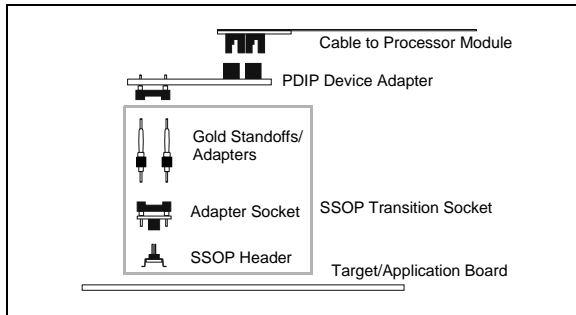 Cable to Processor Module
PDIP Device Adapter
Gold Standoffs/
Adapters
Adapter Socket
SSOP Transition Socket
SSOP Header
Target/Application Board